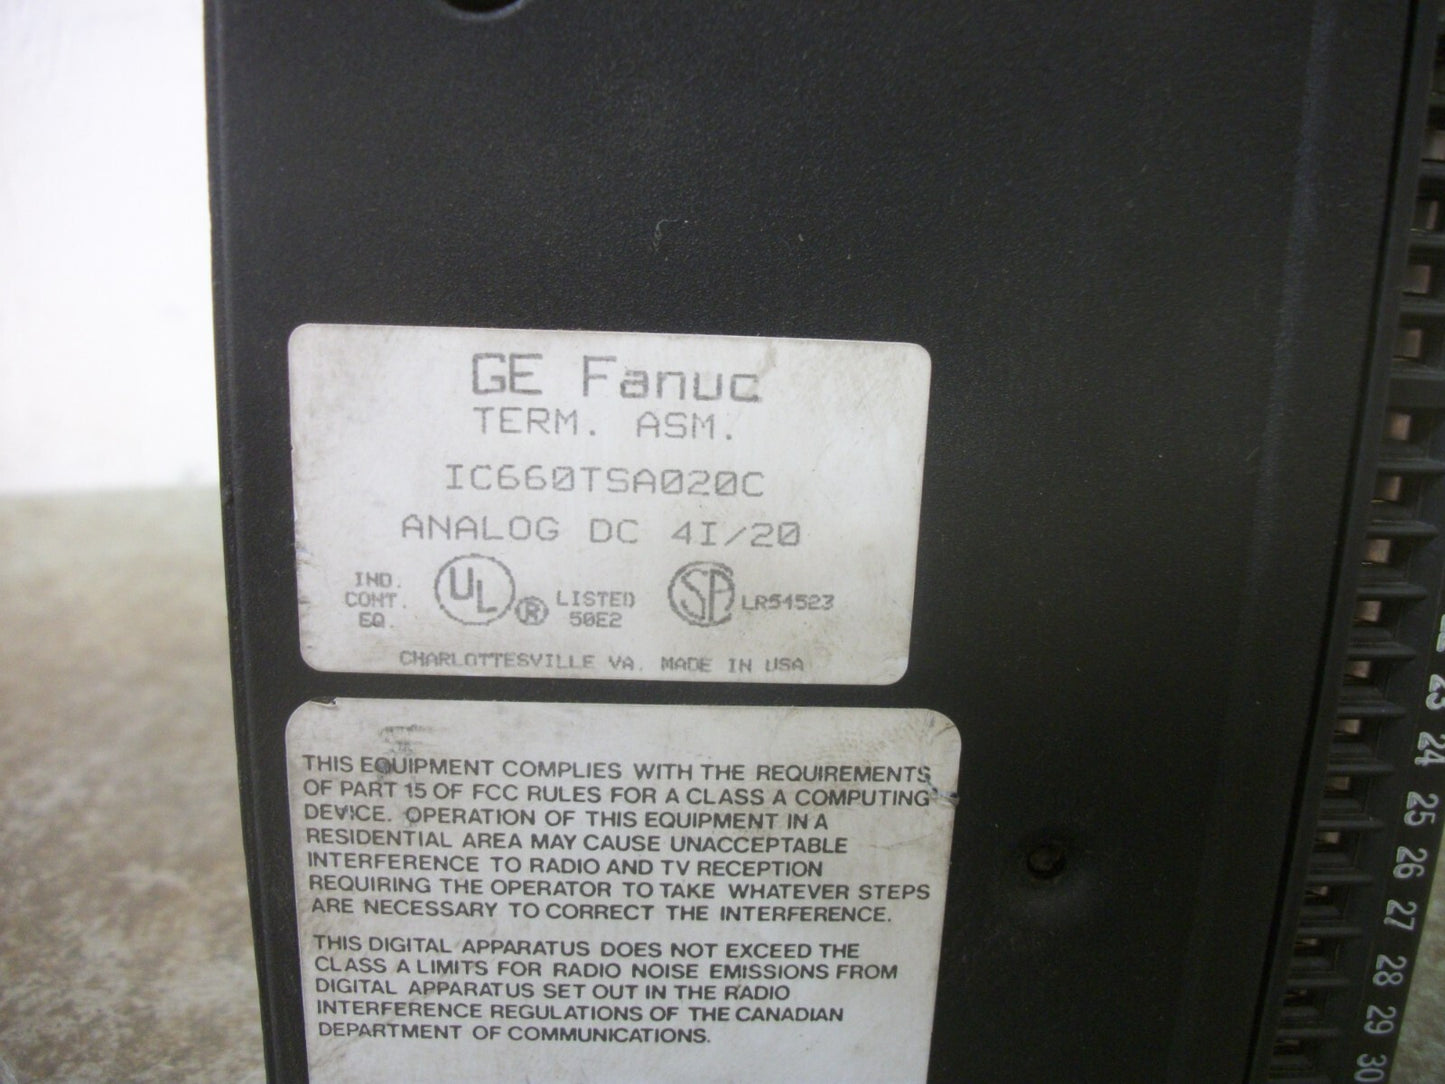 GE Fanuc
TERM. ASM.
IC660TSA020C
ANALOG DC 4I/2O
IND.
CONT.
EQ.
UL
®
LISTED
50E2
SA
LR54523
CHARLOTTESVILLE VA. MADE IN USA
THIS EQUIPMENT COMPLIES WITH THE REQUIREMENTS
OF PART 15 OF FCC RULES FOR A CLASS A COMPUTING
DEVICE. OPERATION OF THIS EQUIPMENT IN A
RESIDENTIAL AREA MAY CAUSE UNACCEPTABLE
INTERFERENCE TO RADIO AND TV RECEPTION
REQUIRING THE OPERATOR TO TAKE WHATEVER STEPS
ARE NECESSARY TO CORRECT THE INTERFERENCE.
THIS DIGITAL APPARATUS DOES NOT EXCEED THE
CLASS A LIMITS FOR RADIO NOISE EMISSIONS FROM
DIGITAL APPARATUS SET OUT IN THE RADIO
INTERFERENCE REGULATIONS OF THE CANADIAN
DEPARTMENT OF COMMUNICATIONS.
23
24
25
26
27
28
29
30